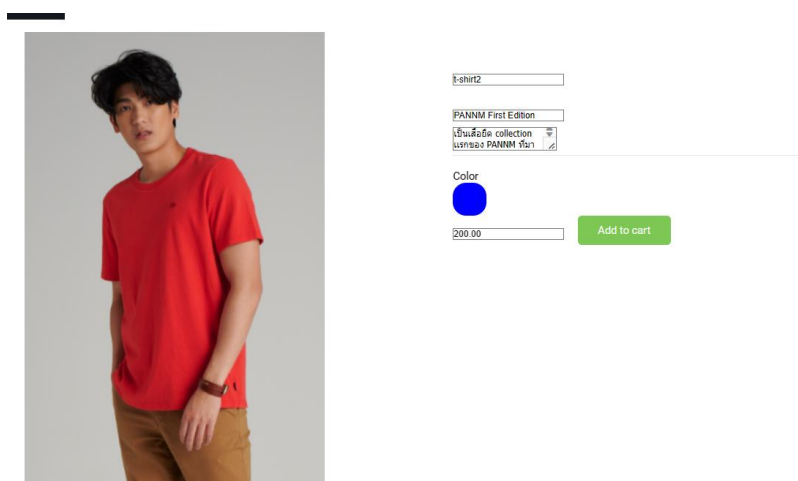 t-shirt2
PANNM First Edition
เป็นเสื้อยืด collection
แรกของ PANNM ที่มา
Color
200.00
Add to cart